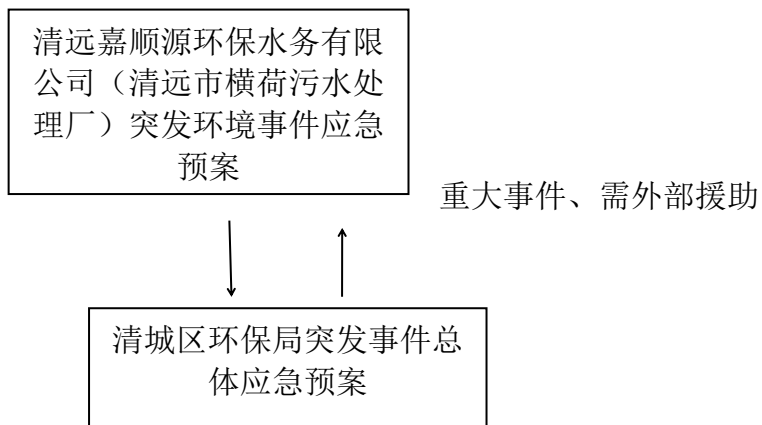 清远嘉顺源环保水务有限
公司（清远市横荷污水处
理厂）突发环境事件应急
预案
重大事件、需外部援助
清城区环保局突发事件总
体应急预案